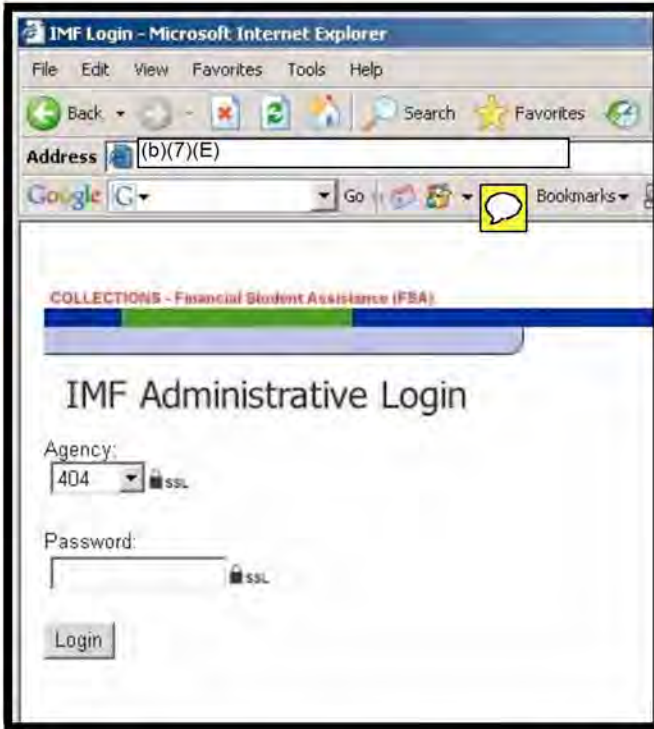 IMF Login - Microsoft Internet Explorer
File Edit View Favorites Tools Help
Back Search Favorites
Address (b)(7)(E)
Google G Go Bookmarks
COLLECTIONS - Financial Student Assistance (FSA)
IMF Administrative Login
Agency:
404 SSL
Password:
SSL
Login